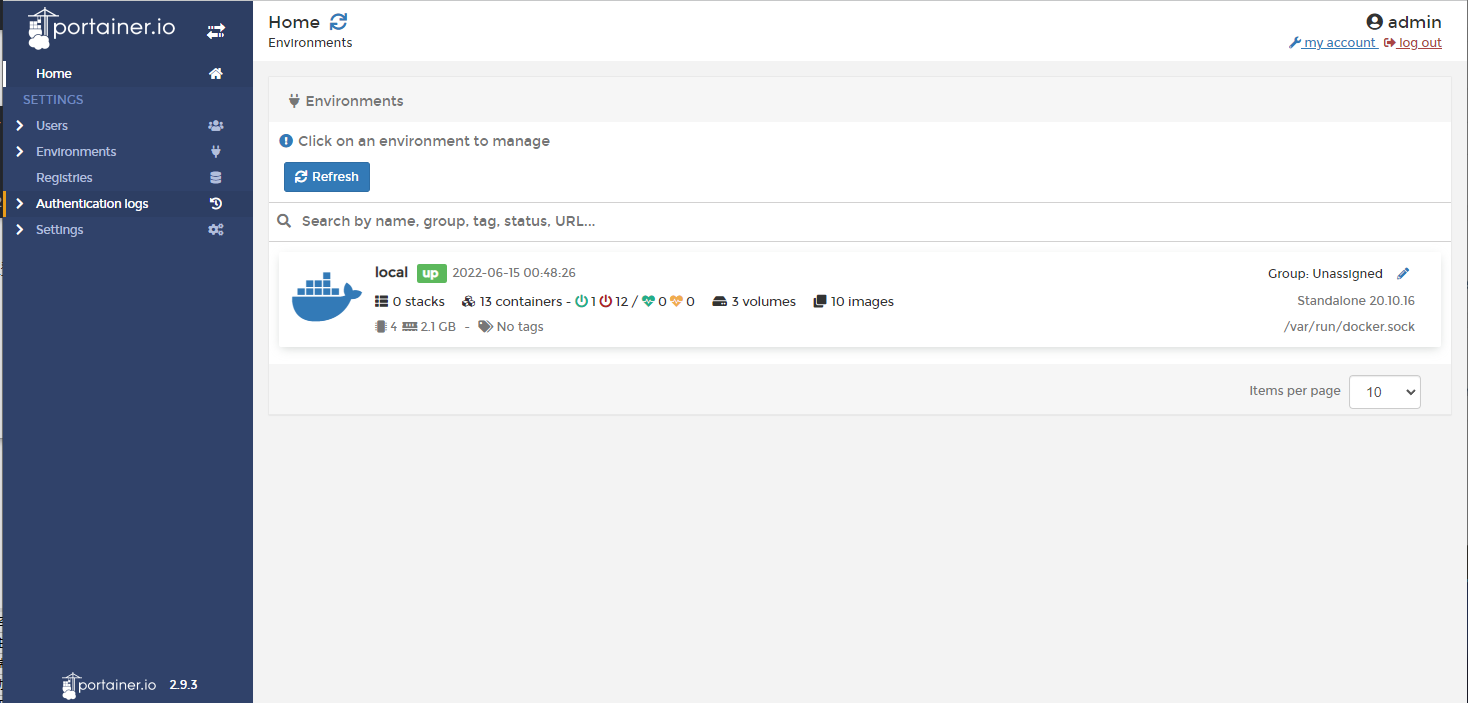 portainer.io
Home
SETTINGS
Users
Environments
Registries
Authentication logs
Settings
portainer.io 2.9.3
Home
Environments
admin
my account log out
Environments
Click on an environment to manage
Refresh
Search by name, group, tag, status, URL...
local up 2022-06-15 00:48:26
Group: Unassigned
0 stacks 13 containers - 1 12 / 0 0 3 volumes 10 images
Standalone 20.10.16
4 2.1 GB - No tags
/var/run/docker.sock
Items per page 10